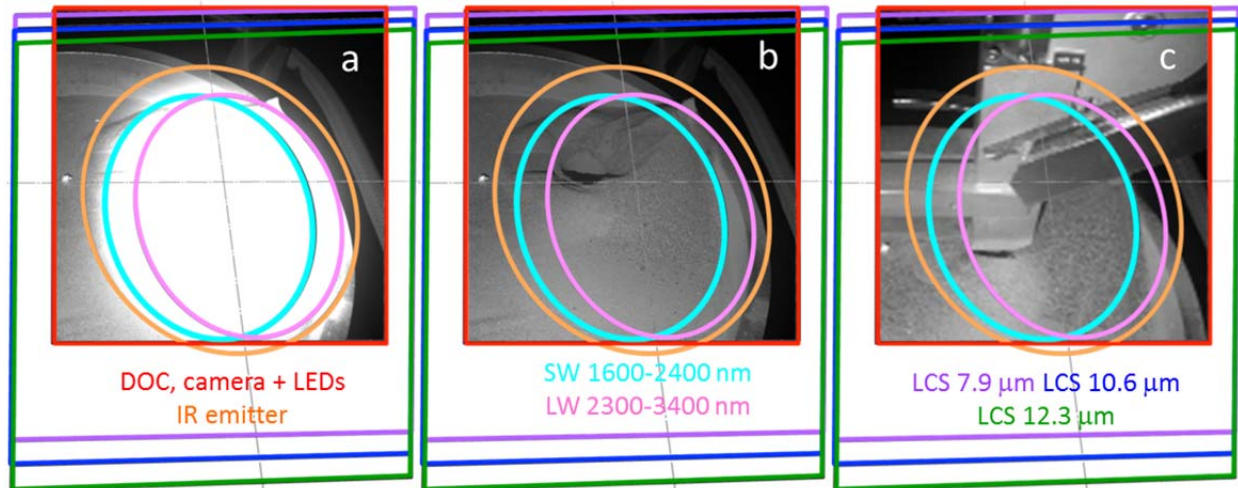 a
b
c
DOC, camera + LEDs
IR emitter
SW 1600-2400 nm
LW 2300-3400 nm
LCS 7.9 μm LCS 10.6 μm
LCS 12.3 μm